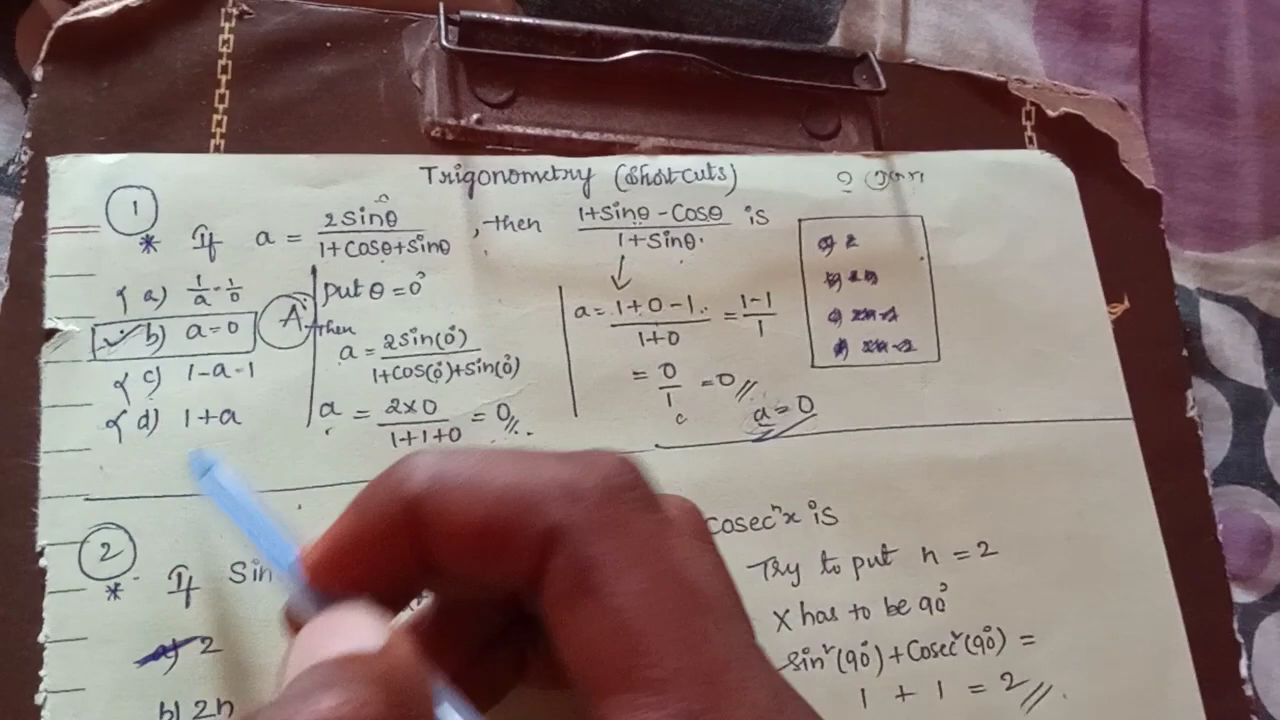 Trigonometry (Shortcuts)
1
* If a = 2sinθ / 1+cosθ+sinθ , then 1+sinθ-Cosθ / 1+sinθ. is
a) 1/a = 1/0
b) a=0
c) 1-a=1
d) 1+a
A
put θ=0°
then
a = 2sin(0°) / 1+cos(0°)+sin(0°)
a = 2×0 / 1+1+0 = 0//.
a = 1+0-1 / 1+0 = 1-1 / 1
= 0/1 = 0//
a=0
2
* If Sin
cosecⁿx is
a) 2
b) 2n
Try to put n = 2
x has to be 90°
sin²(90°)+Cosec²(90°) =
1 + 1 = 2//.